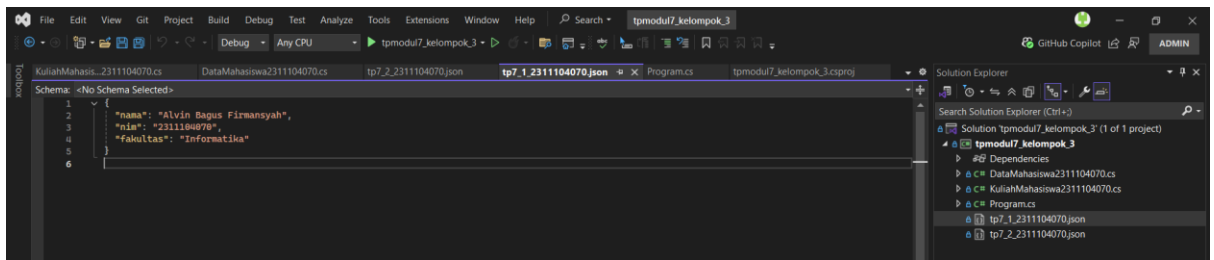 File Edit View Git Project Build Debug Test Analyze Tools Extensions Window Help Search tpmodul7_kelompok_3
Debug Any CPU tpmodul7_kelompok_3 GitHub Copilot ADMIN
Toolbox
KuliahMahasis...2311104070.cs DataMahasiswa2311104070.cs tp7_2_2311104070.json tp7_1_2311104070.json Program.cs tpmodul7_kelompok_3.csproj
Schema: <No Schema Selected>
1 {
2 "nama": "Alvin Bagus Firmansyah",
3 "nim": "2311104070",
4 "fakultas": "Informatika"
5 }
6
Solution Explorer
Search Solution Explorer (Ctrl+;)
Solution 'tpmodul7_kelompok_3' (1 of 1 project)
C# tpmodul7_kelompok_3
Dependencies
C# DataMahasiswa2311104070.cs
C# KuliahMahasiswa2311104070.cs
C# Program.cs
tp7_1_2311104070.json
tp7_2_2311104070.json